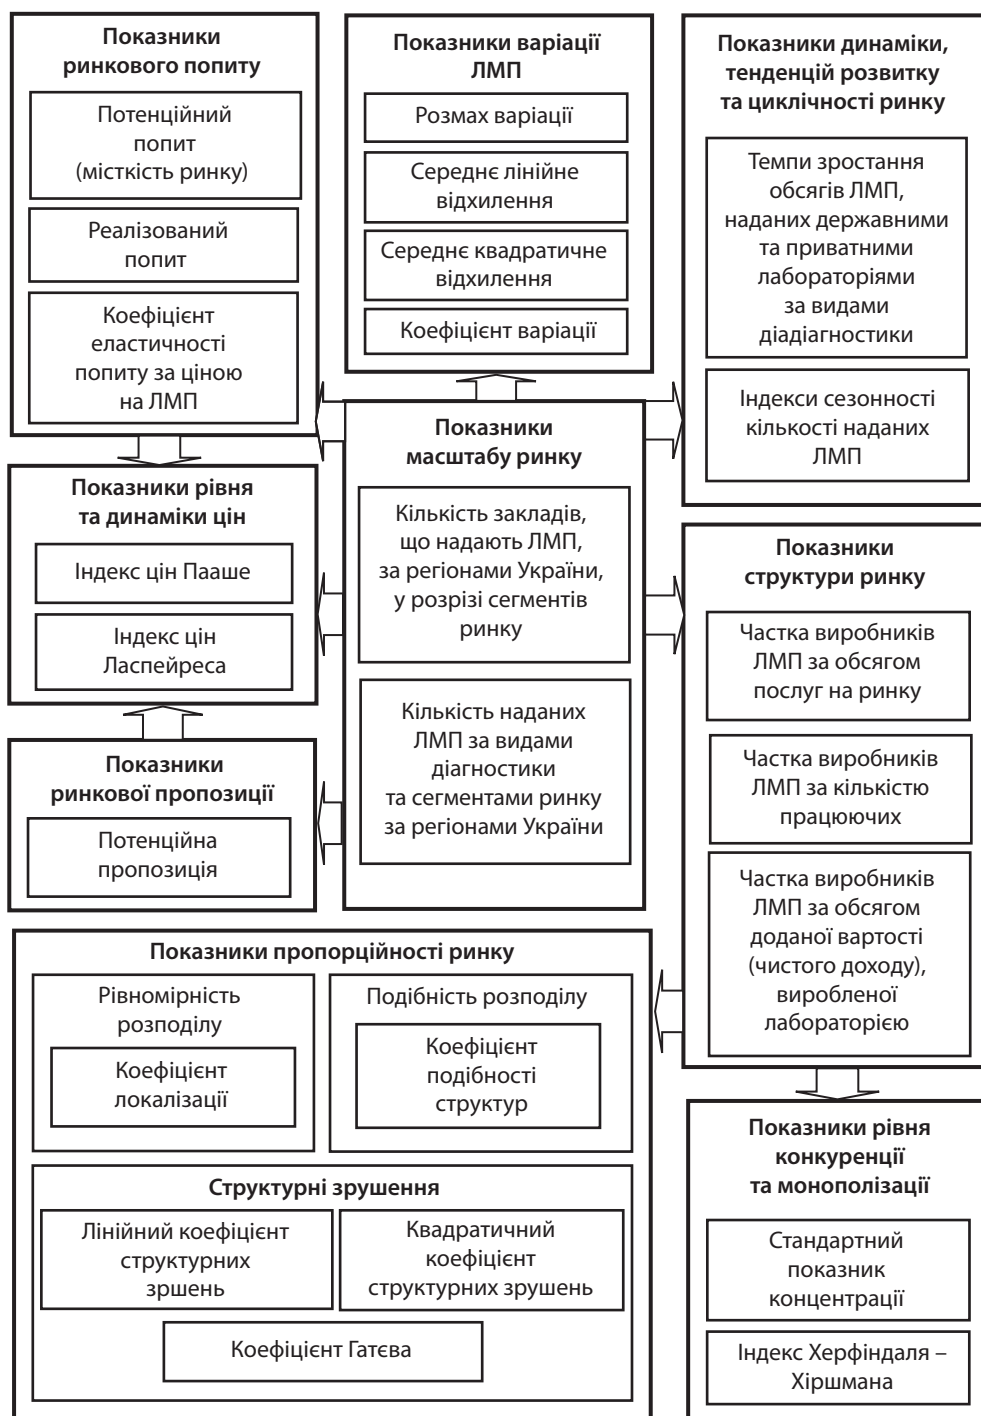 Показники
ринкового попиту
Потенційний
попит
(місткість ринку)
Реалізований
попит
Коефіцієнт
еластичності
попиту за ціною
на ЛМП
Показники варіації
ЛМП
Розмах варіації
Середнє лінійне
відхилення
Середнє квадратичне
відхилення
Коефіцієнт варіації
Показники динаміки,
тенденцій розвитку
та циклічності ринку
Темпи зростання
обсягів ЛМП,
наданих державними
та приватними
лабораторіями
за видами
діадіагностики
Індекси сезонності
кількості наданих
ЛМП
Показники рівня
та динаміки цін
Індекс цін Пааше
Індекс цін
Ласпейреса
Показники
масштабу ринку
Кількість закладів,
що надають ЛМП,
за регіонами України,
у розрізі сегментів
ринку
Кількість наданих
ЛМП за видами
діагностики
та сегментами ринку
за регіонами України
Показники
структури ринку
Частка виробників
ЛМП за обсягом
послуг на ринку
Частка виробників
ЛМП за кількістю
працюючих
Частка виробників
ЛМП за обсягом
доданої вартості
(чистого доходу),
виробленої
лабораторією
Показники
ринкової пропозиції
Потенційна
пропозиція
Показники пропорційності ринку
Рівномірність
розподілу
Коефіцієнт
локалізації
Подібність розподілу
Коефіцієнт
подібності
структур
Структурні зрушення
Лінійний коефіцієнт
структурних
зршень
Квадратичний
коефіцієнт
структурних зрушень
Коефіцієнт Гатєва
Показники рівня
конкуренції
та монополізації
Стандартний
показник
концентрації
Індекс Херфіндаля –
Хіршмана